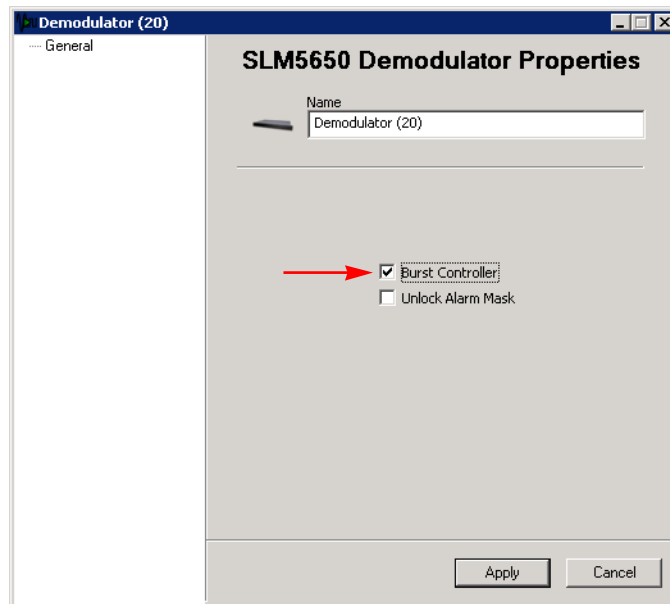 Demodulator (20)
General
SLM5650 Demodulator Properties
Name
Demodulator (20)
Burst Controller
Unlock Alarm Mask
Apply
Cancel